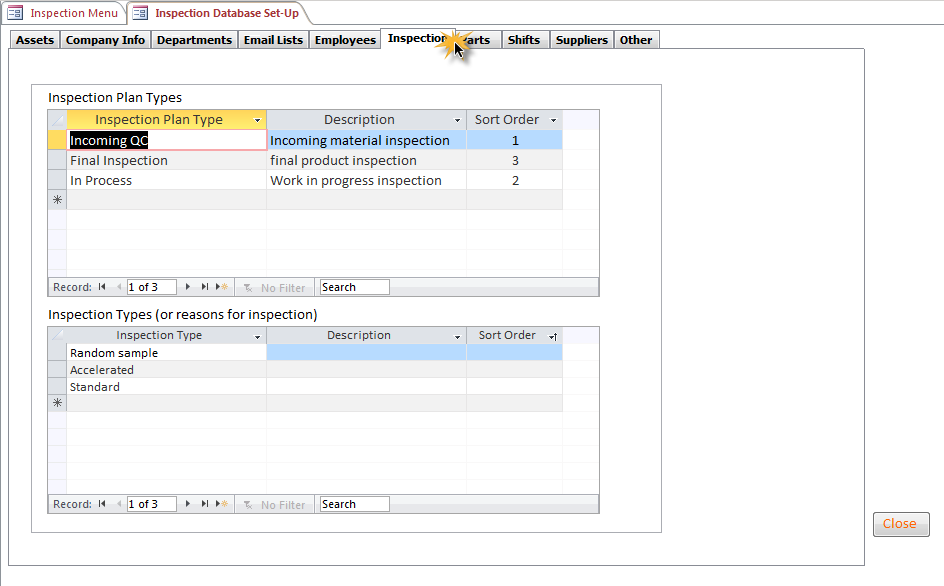 Inspection Menu Inspection Database Set-Up
Assets Company Info Departments Email Lists Employees Inspection arts Shifts Suppliers Other
Inspection Plan Types
Inspection Plan Type Description Sort Order
Incoming QC Incoming material inspection 1
Final Inspection final product inspection 3
In Process Work in progress inspection 2
Record: 1 of 3 No Filter Search
Inspection Types (or reasons for inspection)
Inspection Type Description Sort Order
Random sample
Accelerated
Standard
Record: 1 of 3 No Filter Search
Close